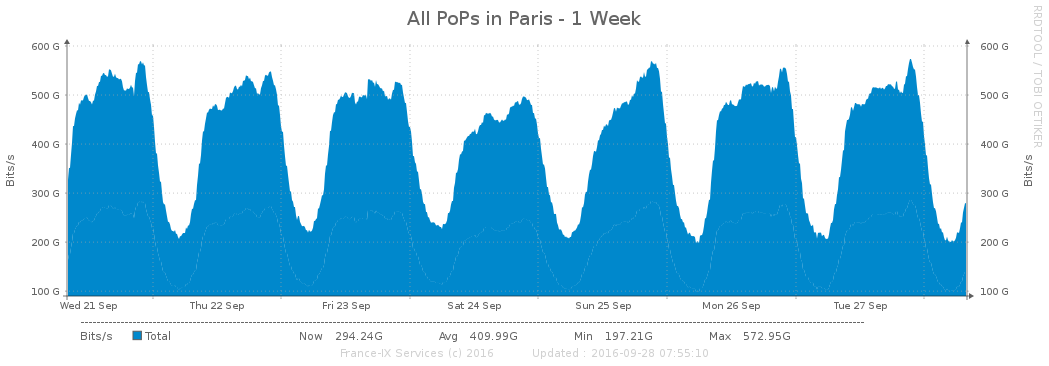 All PoPs in Paris - 1 Week
RRDTOOL / TOBI OETIKER
600 G 600 G
500 G 500 G
400 G 400 G
300 G 300 G
200 G 200 G
100 G 100 G
Bits/s
Bits/s
Wed 21 Sep Thu 22 Sep Fri 23 Sep Sat 24 Sep Sun 25 Sep Mon 26 Sep Tue 27 Sep
Bits/s Total Now 294.24G Avg 409.99G Min 197.21G Max 572.95G
France-IX Services (c) 2016 Updated : 2016-09-28 07:55:10